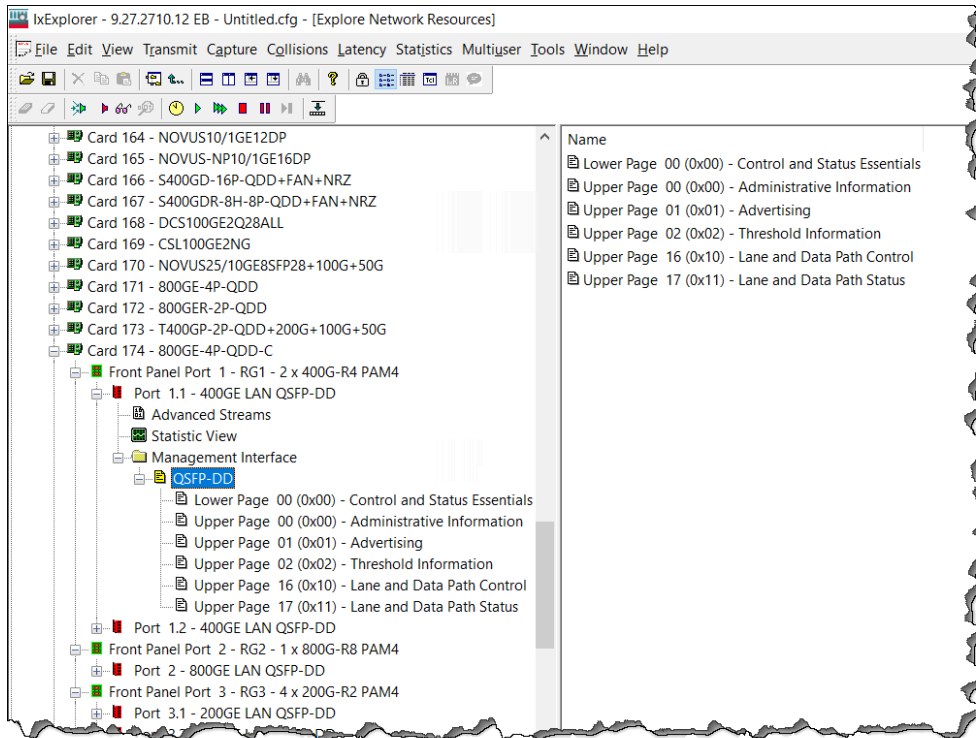 IxExplorer - 9.27.2710.12 EB - Untitled.cfg - [Explore Network Resources]
File Edit View Transmit Capture Collisions Latency Statistics Multiuser Tools Window Help
Card 164 - NOVUS10/1GE12DP
Card 165 - NOVUS-NP10/1GE16DP
Card 166 - S400GD-16P-QDD+FAN+NRZ
Card 167 - S400GDR-8H-8P-QDD+FAN+NRZ
Card 168 - DCS100GE2Q28ALL
Card 169 - CSL100GE2NG
Card 170 - NOVUS25/10GE8SFP28+100G+50G
Card 171 - 800GE-4P-QDD
Card 172 - 800GER-2P-QDD
Card 173 - T400GP-2P-QDD+200G+100G+50G
Card 174 - 800GE-4P-QDD-C
Front Panel Port 1 - RG1 - 2 x 400G-R4 PAM4
Port 1.1 - 400GE LAN QSFP-DD
Advanced Streams
Statistic View
Management Interface
QSFP-DD
Lower Page 00 (0x00) - Control and Status Essentials
Upper Page 00 (0x00) - Administrative Information
Upper Page 01 (0x01) - Advertising
Upper Page 02 (0x02) - Threshold Information
Upper Page 16 (0x10) - Lane and Data Path Control
Upper Page 17 (0x11) - Lane and Data Path Status
Port 1.2 - 400GE LAN QSFP-DD
Front Panel Port 2 - RG2 - 1 x 800G-R8 PAM4
Port 2 - 800GE LAN QSFP-DD
Front Panel Port 3 - RG3 - 4 x 200G-R2 PAM4
Port 3.1 - 200GE LAN QSFP-DD
Name
Lower Page 00 (0x00) - Control and Status Essentials
Upper Page 00 (0x00) - Administrative Information
Upper Page 01 (0x01) - Advertising
Upper Page 02 (0x02) - Threshold Information
Upper Page 16 (0x10) - Lane and Data Path Control
Upper Page 17 (0x11) - Lane and Data Path Status